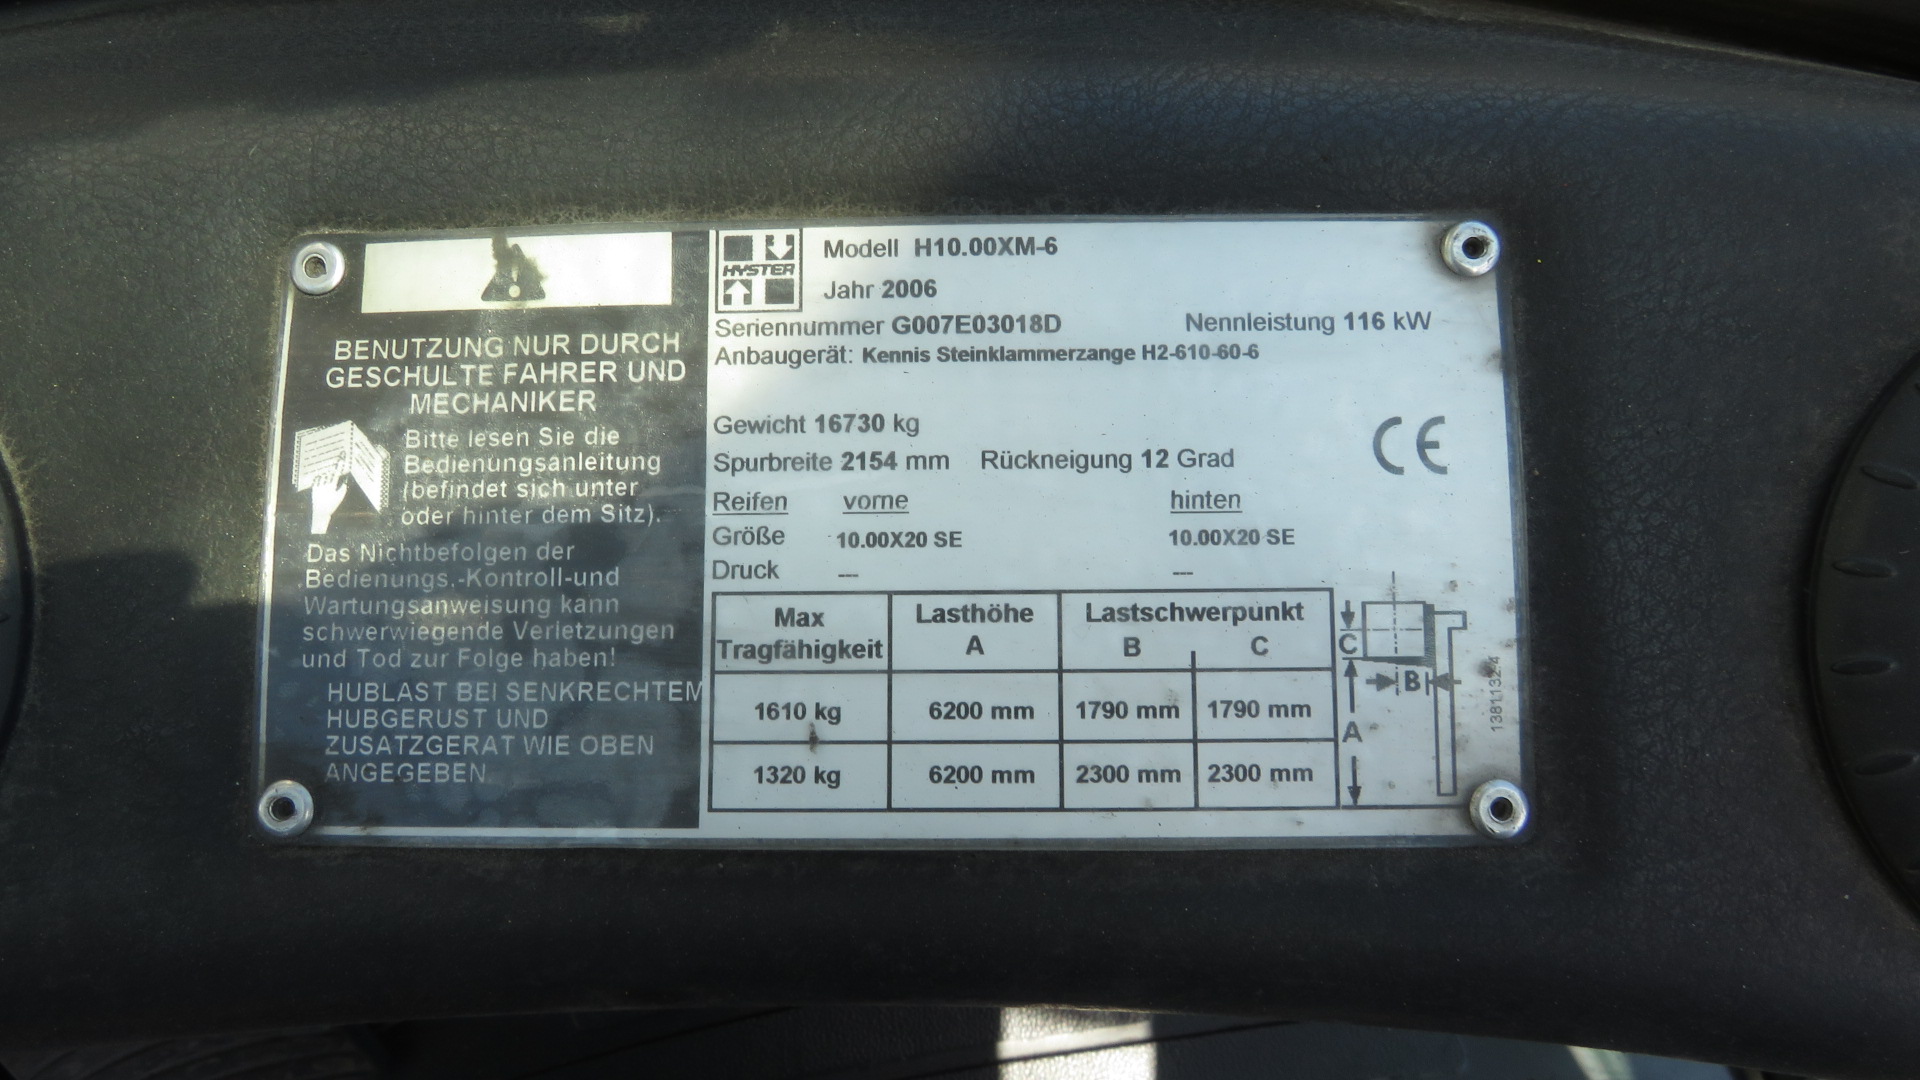 BENUTZUNG NUR DURCH
GESCHULTE FAHRER UND
MECHANIKER
Bitte lesen Sie die
Bedienungsanleitung
(befindet sich unter
oder hinter dem Sitz).
Das Nichtbefolgen der
Bedienungs.-Kontroll-und
Wartungsanweisung kann
schwerwiegende Verletzungen
und Tod zur Folge haben!
HUBLAST BEI SENKRECHTEM
HUBGERUST UND
ZUSATZGERAT WIE OBEN
ANGEGEBEN
HYSTER
Modell H10.00XM-6
Jahr 2006
Seriennummer G007E03018D Nennleistung 116 kW
Anbaugerät: Kennis Steinklammerzange H2-610-60-6
Gewicht 16730 kg
CE
Spurbreite 2154 mm Rückneigung 12 Grad
Reifen vorne hinten
Größe 10.00X20 SE 10.00X20 SE
Druck --- ---
Max Lasthöhe Lastschwerpunkt
Tragfähigkeit A B C
1610 kg 6200 mm 1790 mm 1790 mm
1320 kg 6200 mm 2300 mm 2300 mm
C
B
A
1381132-4